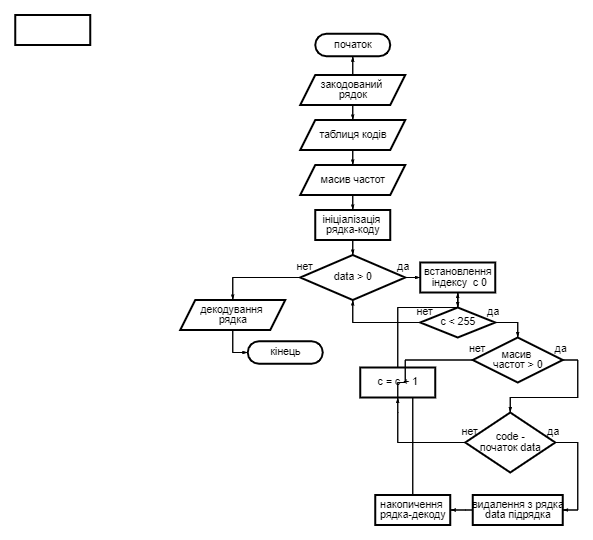 початок
закодований
рядок
таблиця кодів
масив частот
ініціалізація
рядка-коду
нет
data > 0
да
встановлення
індексу с 0
декодування
рядка
нет
с < 255
да
кінець
нет
масив
частот > 0
да
с = с + 1
нет
code -
початок data
да
накопичення
рядка-декоду
видалення з рядка
data підрядка